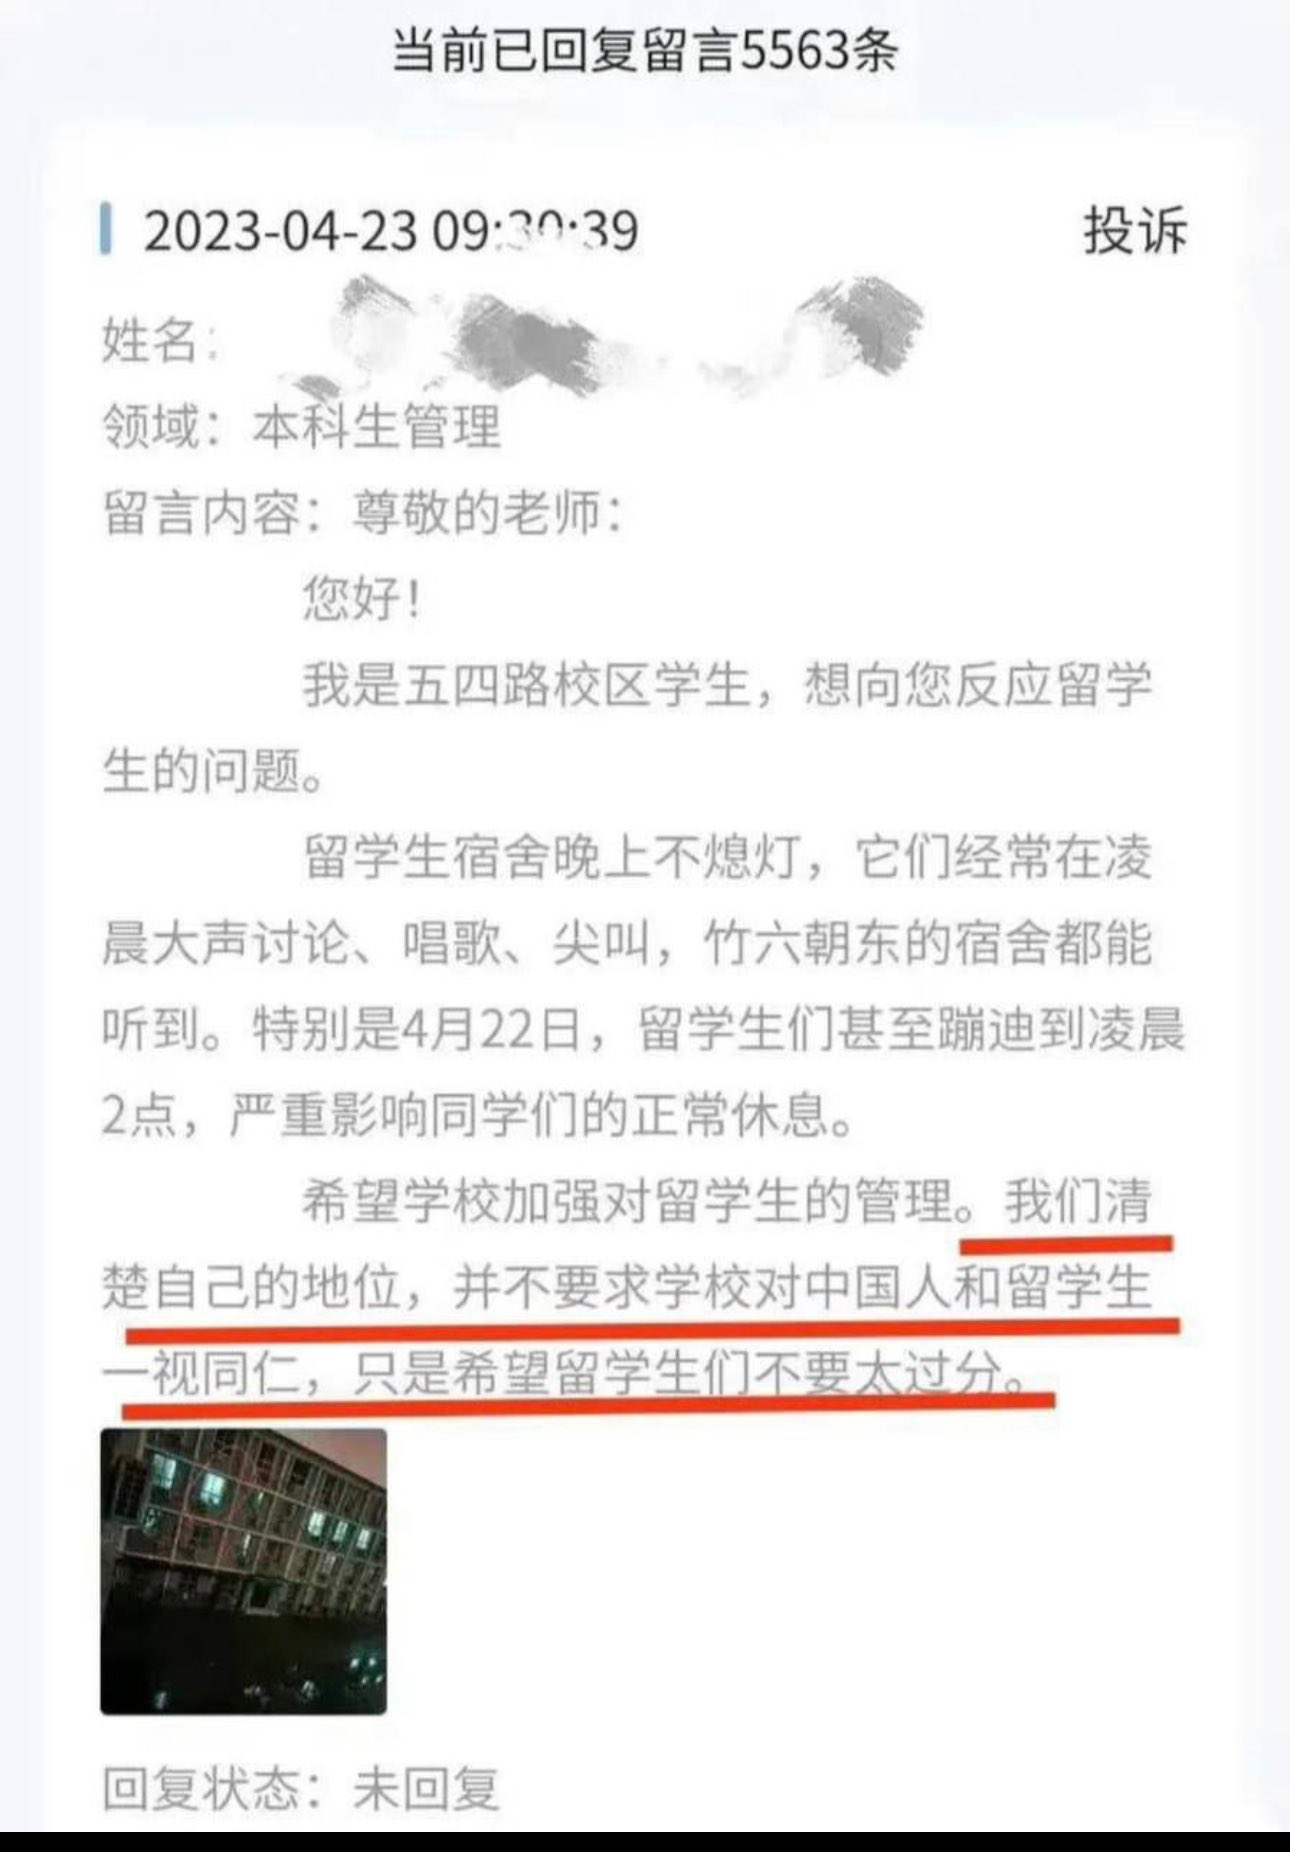 当前已回复留言5563条
2023-04-23 09:30:39
投诉
姓名:
领域：本科生管理
留言内容：尊敬的老师：
您好！
我是五四路校区学生，想向您反应留学
生的问题。
留学生宿舍晚上不熄灯，它们经常在凌
晨大声讨论、唱歌、尖叫，竹六朝东的宿舍都能
听到。特别是4月22日，留学生们甚至蹦迪到凌晨
2点，严重影响同学们的正常休息。
希望学校加强对留学生的管理。我们清
楚自己的地位，并不要求学校对中国人和留学生
一视同仁，只是希望留学生们不要太过分。
回复状态：未回复